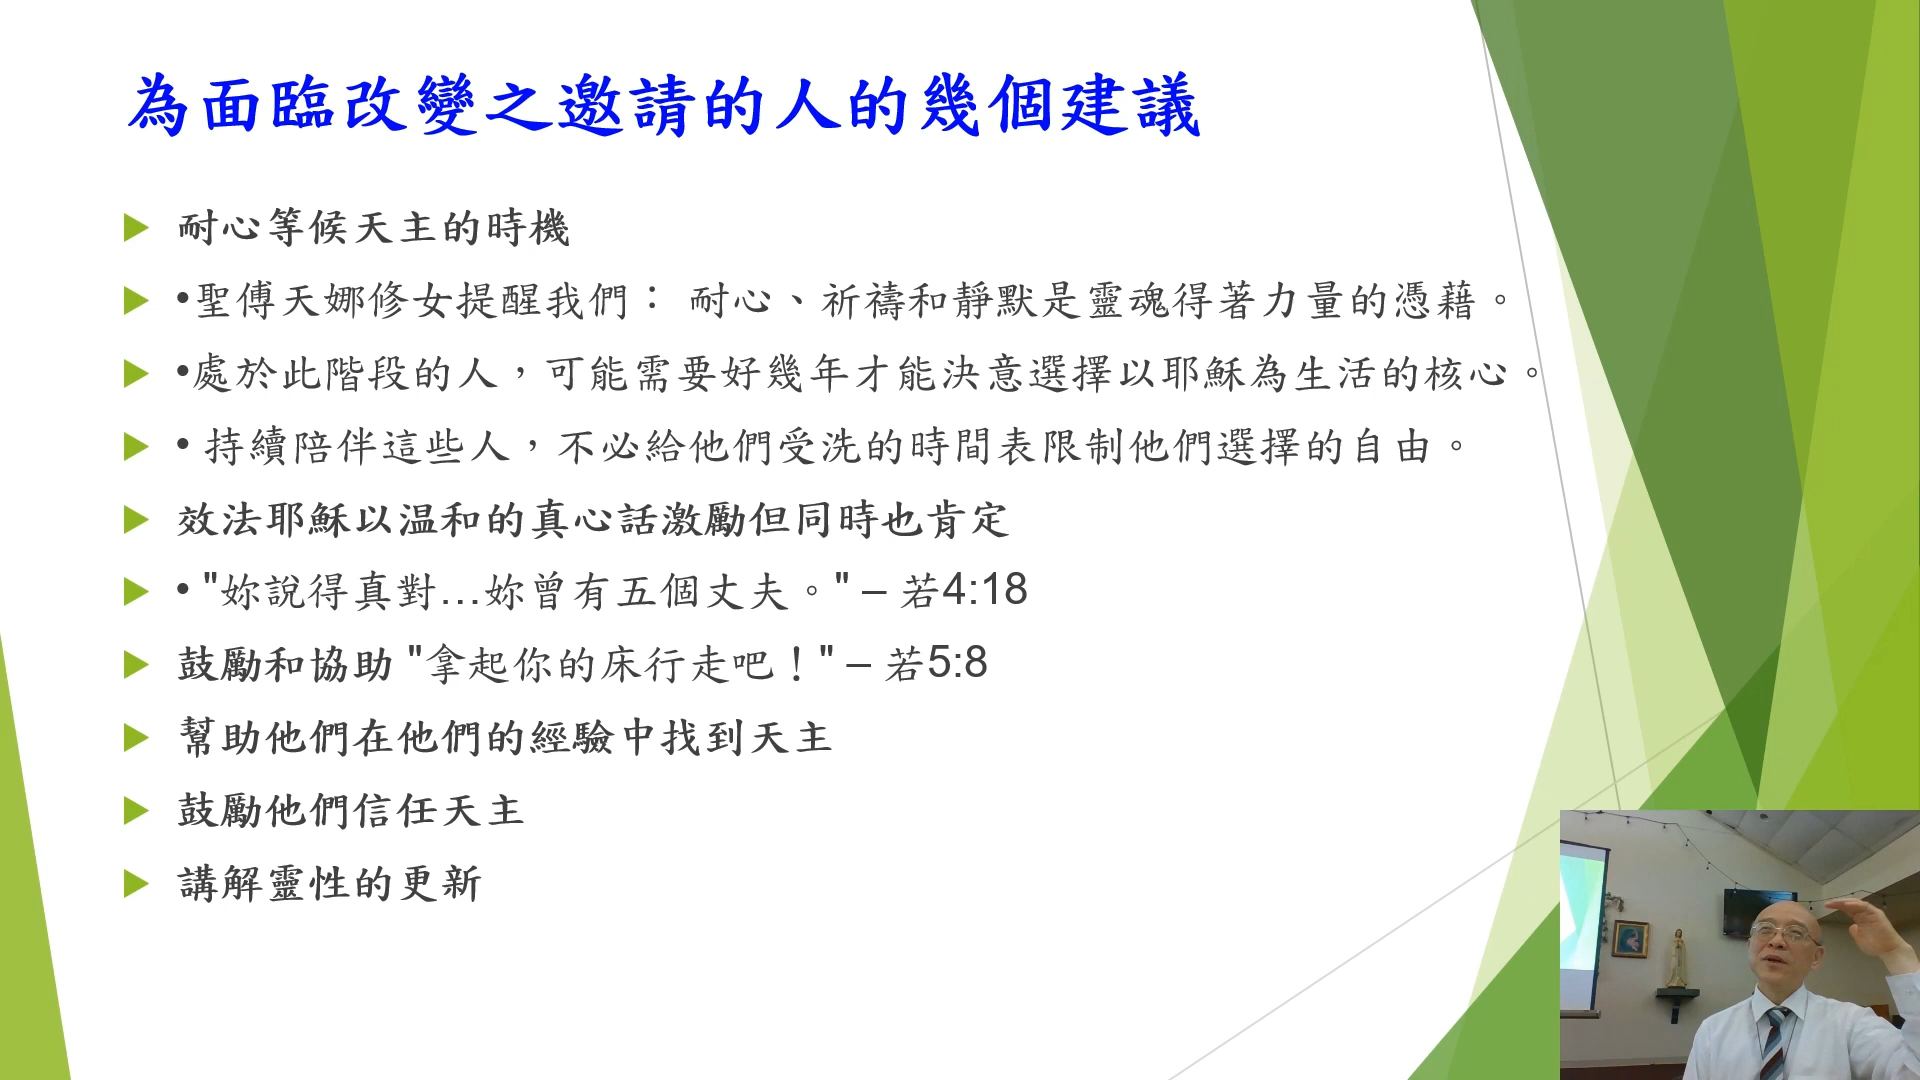 為面臨改變之邀請的人的幾個建議
耐心等候天主的時機
•聖傅天娜修女提醒我們： 耐心、祈禱和靜默是靈魂得著力量的憑藉。
•處於此階段的人，可能需要好幾年才能決意選擇以耶穌為生活的核心。
• 持續陪伴這些人，不必給他們受洗的時間表限制他們選擇的自由。
效法耶穌以温和的真心話激勵但同時也肯定
• "妳說得真對…妳曾有五個丈夫。" – 若4:18
鼓勵和協助 "拿起你的床行走吧！" – 若5:8
幫助他們在他們的經驗中找到天主
鼓勵他們信任天主
講解靈性的更新